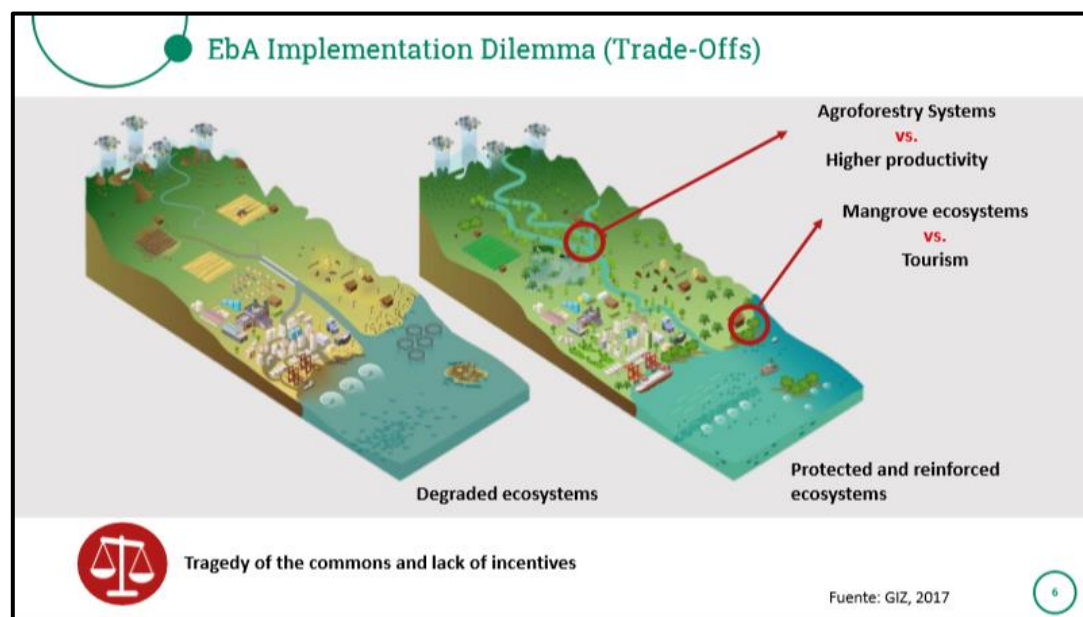 EbA Implementation Dilemma (Trade-Offs)
Agroforestry Systems
vs.
Higher productivity
Mangrove ecosystems
vs.
Tourism
Degraded ecosystems
Protected and reinforced
ecosystems
Tragedy of the commons and lack of incentives
Fuente: GIZ, 2017
6